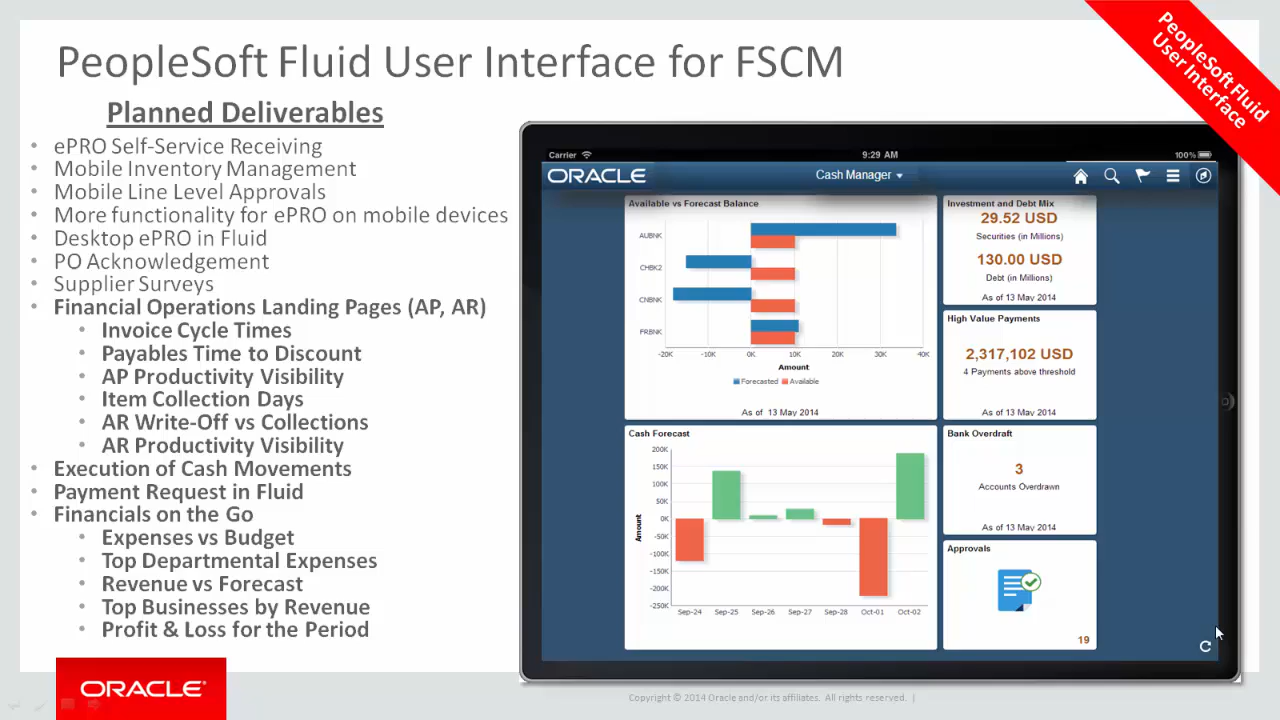 PeopleSoft Fluid User Interface for FSCM
PeopleSoft Fluid
User Interface
Planned Deliverables
• ePRO Self-Service Receiving
• Mobile Inventory Management
• Mobile Line Level Approvals
• More functionality for ePRO on mobile devices
• Desktop ePRO in Fluid
• PO Acknowledgement
• Supplier Surveys
• Financial Operations Landing Pages (AP, AR)
• Invoice Cycle Times
• Payables Time to Discount
• AP Productivity Visibility
• Item Collection Days
• AR Write-Off vs Collections
• AR Productivity Visibility
• Execution of Cash Movements
• Payment Request in Fluid
• Financials on the Go
• Expenses vs Budget
• Top Departmental Expenses
• Revenue vs Forecast
• Top Businesses by Revenue
• Profit & Loss for the Period
Carrier 9:29 AM 100%
ORACLE Cash Manager
Available vs Forecast Balance
AUBNK
CHBK2
CNBNK
FRBNK
-20K -10K 0K 10K 20K 30K 40K
Amount
Forecasted Available
As of 13 May 2014
Investment and Debt Mix
29.52 USD
Securities (in Millions)
130.00 USD
Debt (in Millions)
As of 13 May 2014
High Value Payments
2,317,102 USD
4 Payments above threshold
As of 13 May 2014
Cash Forecast
Amount
200K
150K
100K
50K
0K
-50K
-100K
-150K
-200K
-250K
Sep-24 Sep-25 Sep-26 Sep-27 Sep-28 Oct-01 Oct-02
Bank Overdraft
3
Accounts Overdrawn
As of 13 May 2014
Approvals
19
ORACLE®
Copyright © 2014 Oracle and/or its affiliates. All rights reserved. |